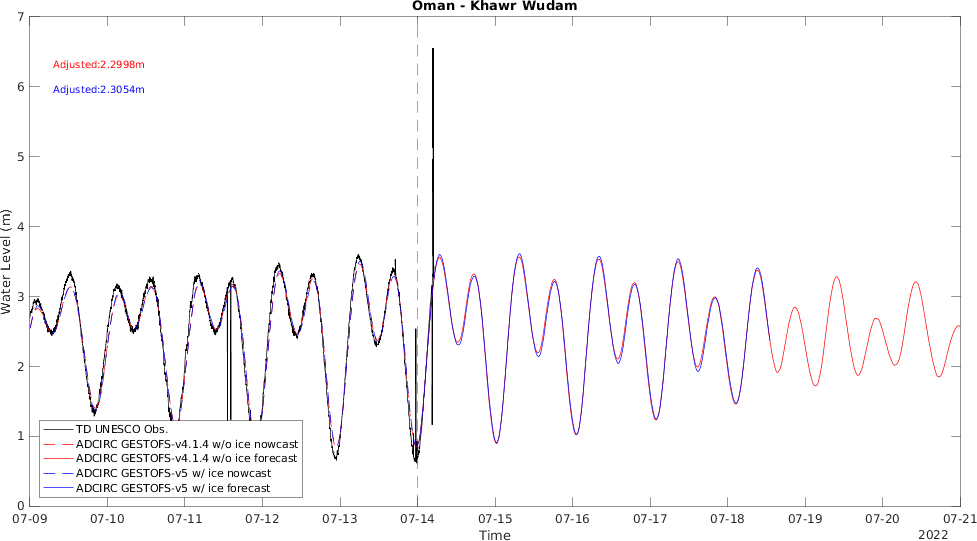 Oman - Khawr Wudam
7
6
5
4
3
2
1
0
Water Level (m)
Adjusted:2.2998m
Adjusted:2.3054m
TD UNESCO Obs.
ADCIRC GESTOFS-v4.1.4 w/o ice nowcast
ADCIRC GESTOFS-v4.1.4 w/o ice forecast
ADCIRC GESTOFS-v5 w/ ice nowcast
ADCIRC GESTOFS-v5 w/ ice forecast
07-09 07-10 07-11 07-12 07-13 07-14 07-15 07-16 07-17 07-18 07-19 07-20 07-21
Time
2022